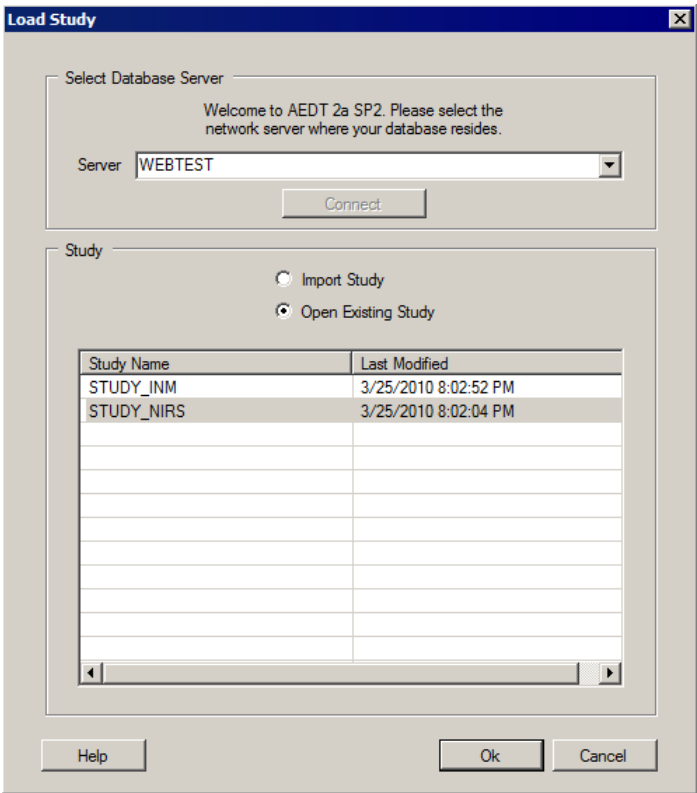 Load Study
Select Database Server
Welcome to AEDT 2a SP2. Please select the
network server where your database resides.
Server WEBTEST
Connect
Study
Import Study
Open Existing Study
Study Name Last Modified
STUDY_INM 3/25/2010 8:02:52 PM
STUDY_NIRS 3/25/2010 8:02:04 PM
Help Ok Cancel